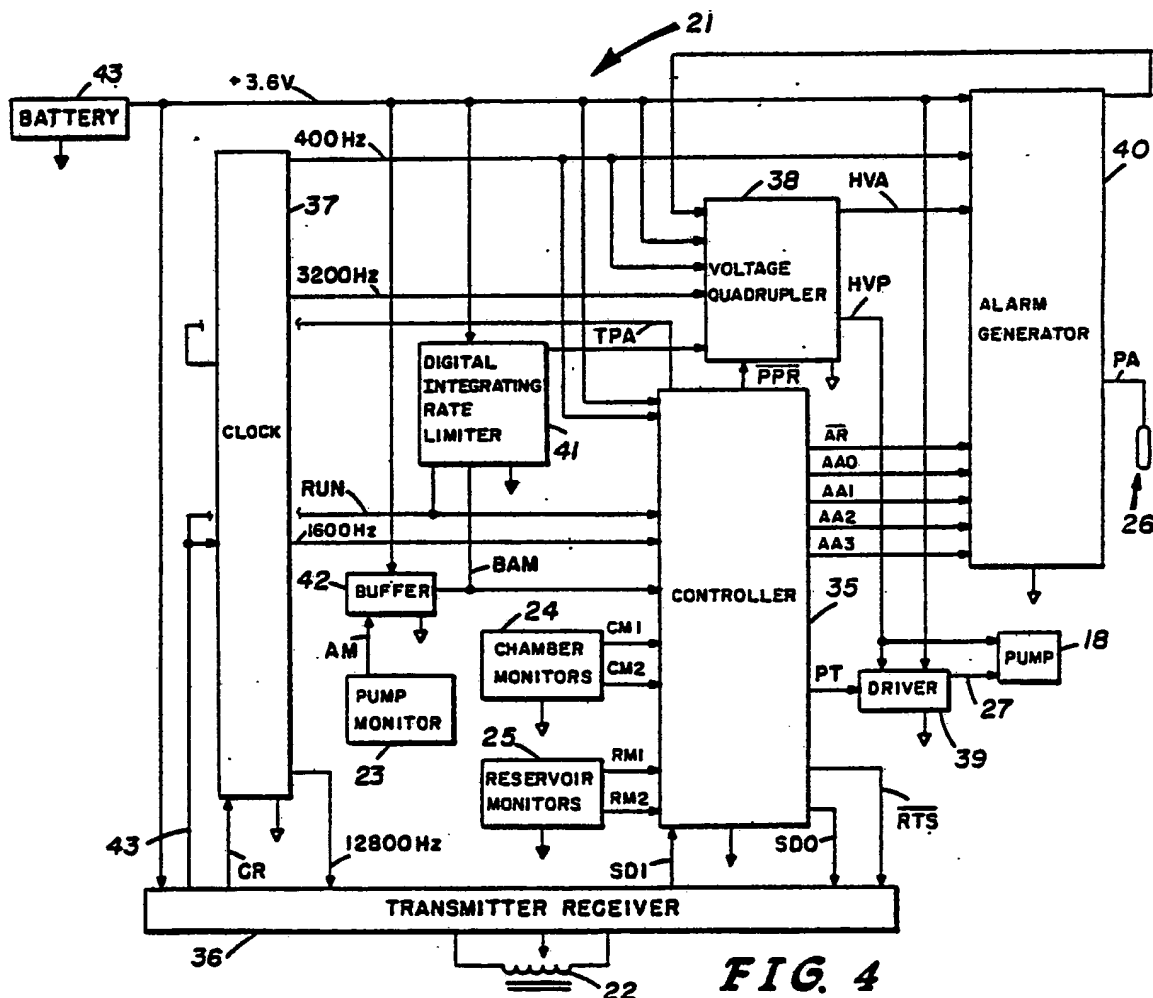 21
43
+3.6V
BATTERY
400Hz
40
38
HVA
37
3200Hz
VOLTAGE
QUADRUPLER
HVP
ALARM
GENERATOR
TPA
DIGITAL
INTEGRATING
RATE
LIMITER
PPR
PA
CLOCK
41
AR
AA0
RUN
AA1
26
1600Hz
AA2
AA3
BAM
42
BUFFER
CONTROLLER
35
24
CM1
AM
CHAMBER
MONITORS
CM2
18
PUMP
PT
DRIVER
27
PUMP
MONITOR
39
25
RM1
23
RESERVOIR
MONITORS
RM2
RTS
43
CR
12800Hz
SDI
SDO
TRANSMITTER RECEIVER
36
22
FIG. 4